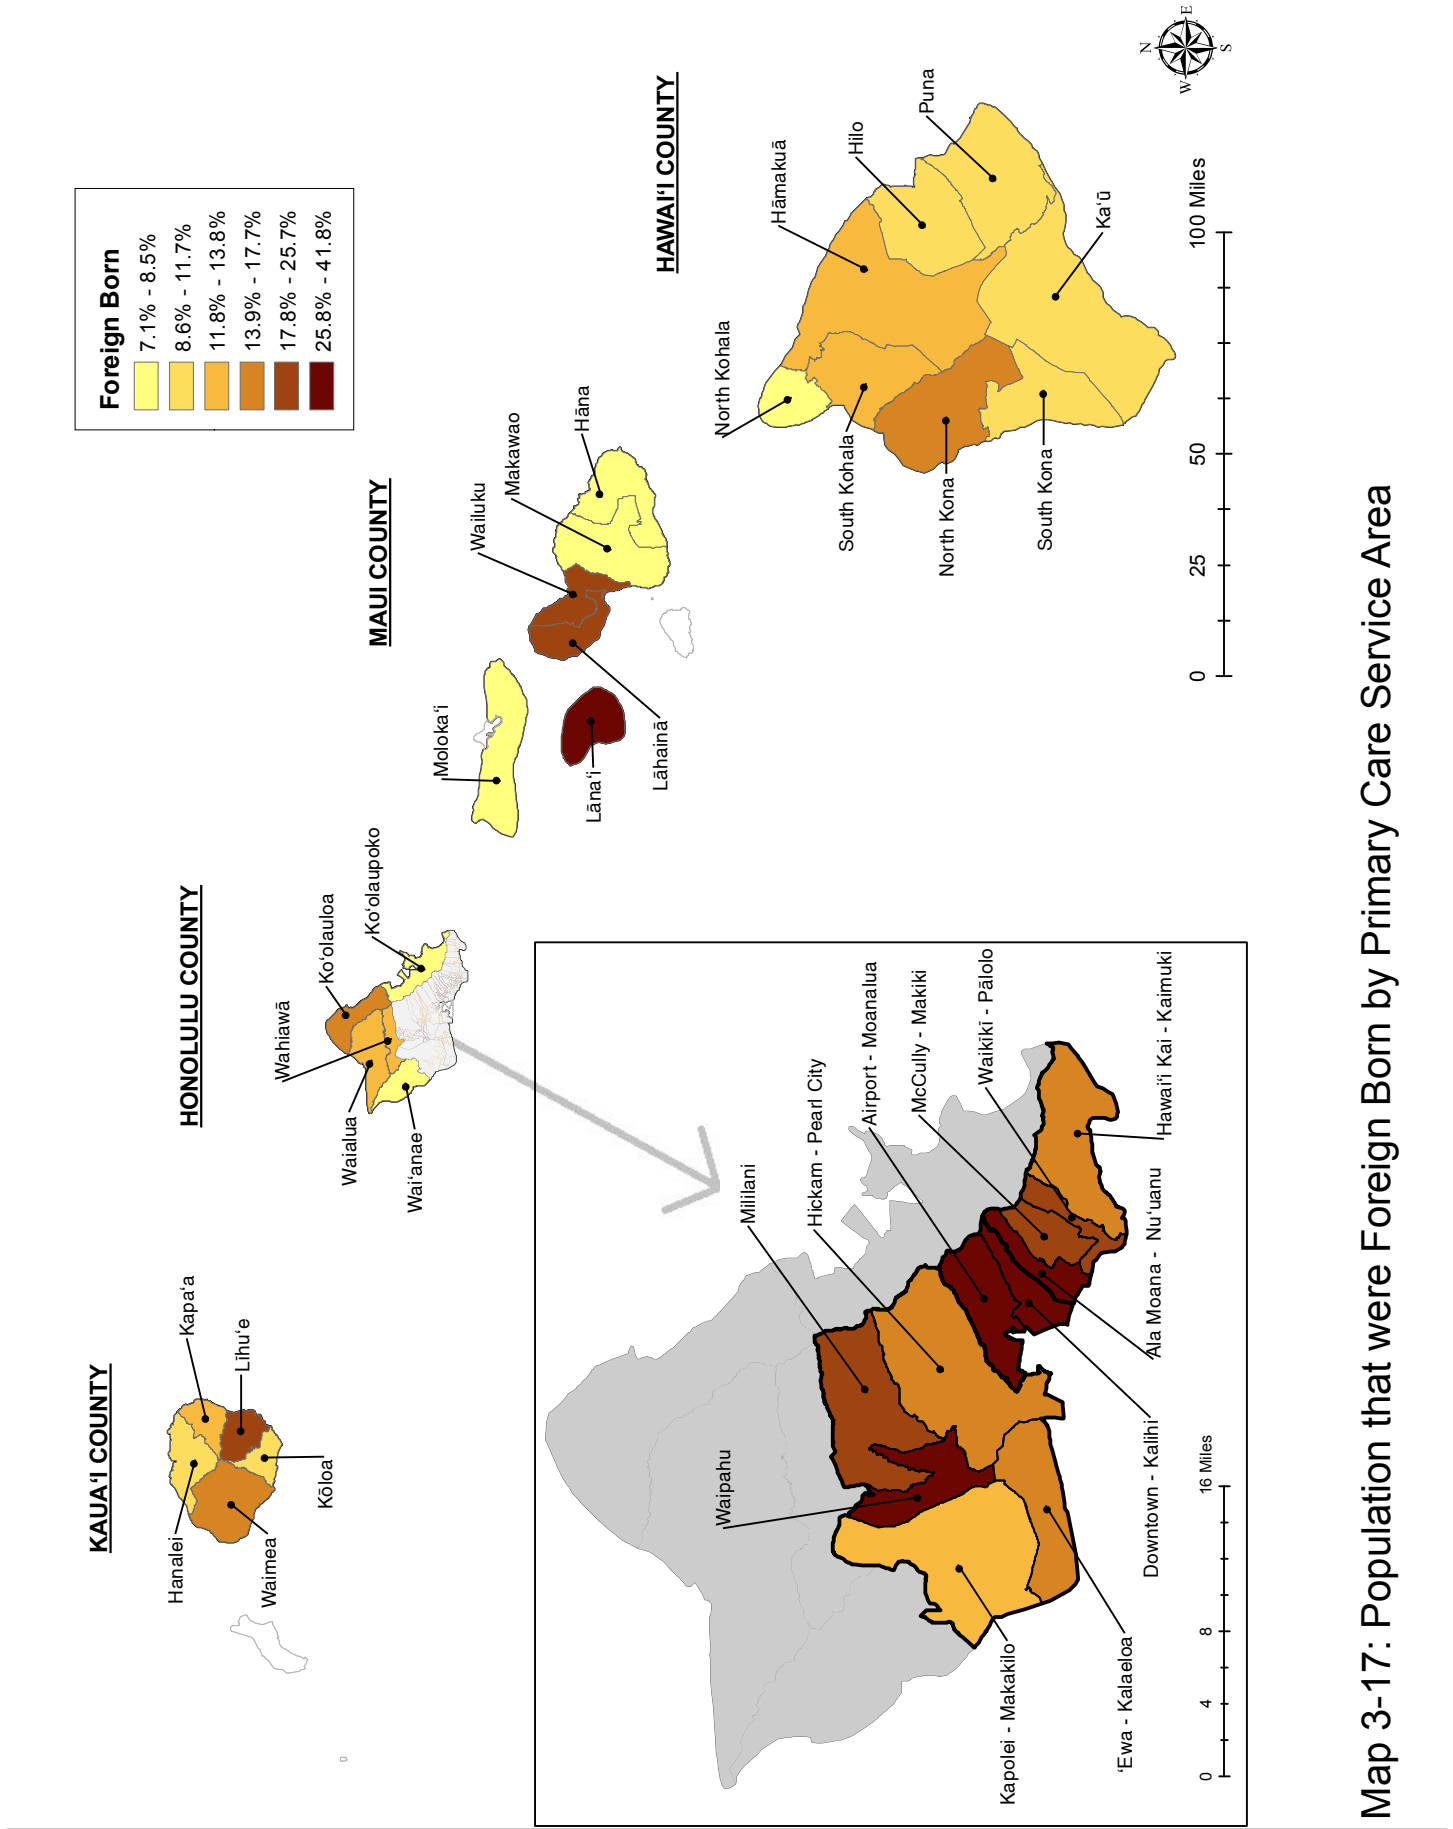 Map 3-17: Population that were Foreign Born by Primary Care Service Area
KAUAʻI COUNTY
Hanalei
Kapaʻa
Līhuʻe
Waimea
Kōloa
HONOLULU COUNTY
Wahiawā
Koʻolauloa
Koʻolaupoko
Waialua
Waiʻanae
MAUI COUNTY
Molokaʻi
Wailuku
Makawao
Hāna
Lānaʻi
Lāhainā
Foreign Born
7.1% - 8.5%
8.6% - 11.7%
11.8% - 13.8%
13.9% - 17.7%
17.8% - 25.7%
25.8% - 41.8%
HAWAIʻI COUNTY
North Kohala
Hāmakuā
Hilo
Puna
South Kohala
North Kona
South Kona
Kaʻū
0 25 50 100 Miles
N
W
E
S
Waipahu
Mililani
Hickam - Pearl City
Airport - Moanalua
McCully - Makiki
Waikiki - Pālolo
Kapolei - Makakilo
ʻEwa - Kalaeloa
Downtown - Kalihi
Ala Moana - Nuʻuanu
Hawaiʻi Kai - Kaimuki
0 4 8 16 Miles